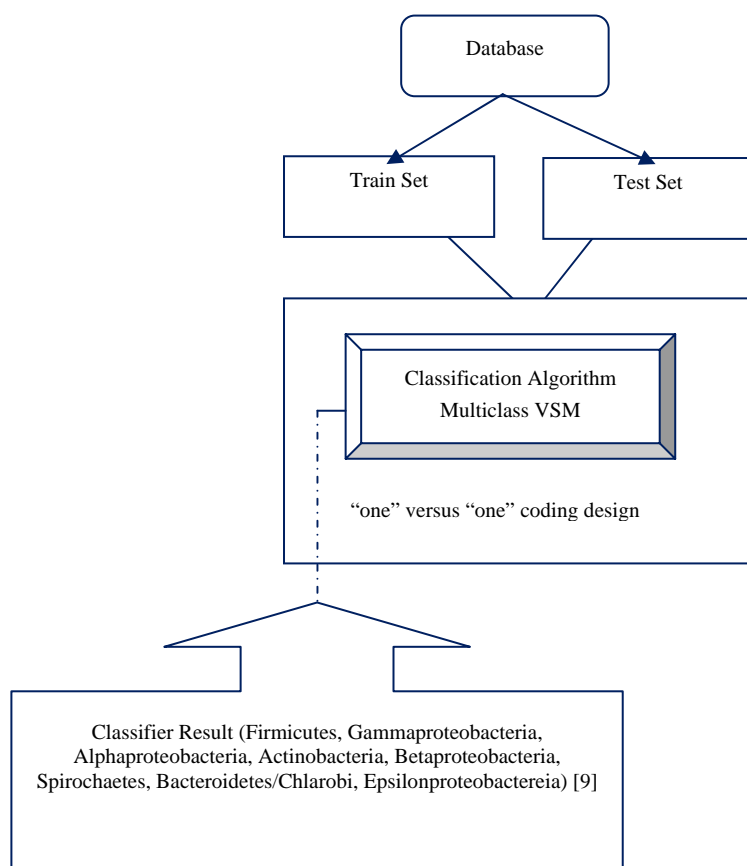 Database
Train Set
Test Set
Classification Algorithm
Multiclass VSM
“one” versus “one” coding design
Classifier Result (Firmicutes, Gammaproteobacteria,
Alphaproteobacteria, Actinobacteria, Betaproteobacteria,
Spirochaetes, Bacteroidetes/Chlarobi, Epsilonproteobactereia) [9]